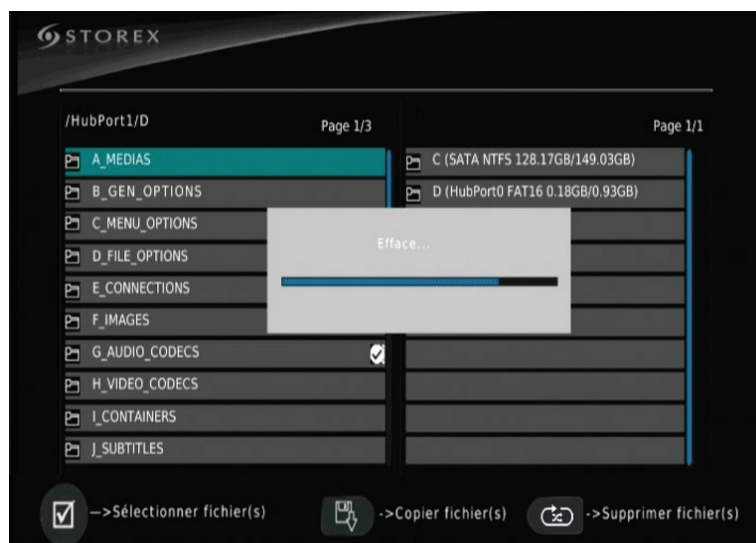 STOREX
/HubPort1/D
Page 1/3
A_MEDIAS
B_GEN_OPTIONS
C_MENU_OPTIONS
D_FILE_OPTIONS
E_CONNECTIONS
F_IMAGES
G_AUDIO_CODECS
H_VIDEO_CODECS
I_CONTAINERS
J_SUBTITLES
Page 1/1
C (SATA NTFS 128.17GB/149.03GB)
D (HubPort0 FAT16 0.18GB/0.93GB)
Efface...
—>Sélectionner fichier(s)
->Copier fichier(s)
->Supprimer fichier(s)